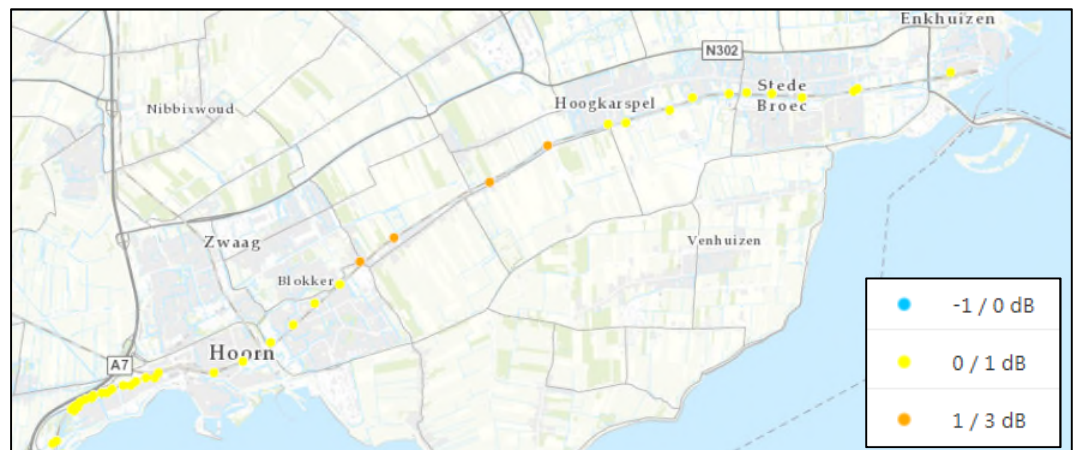 Enkhuizen
N302
Stede
Broec
Hoogkarspel
Nibbixwoud
Zwaag
Venhuizen
Blokker
Hoorn
A7
-1 / 0 dB
0 / 1 dB
1 / 3 dB